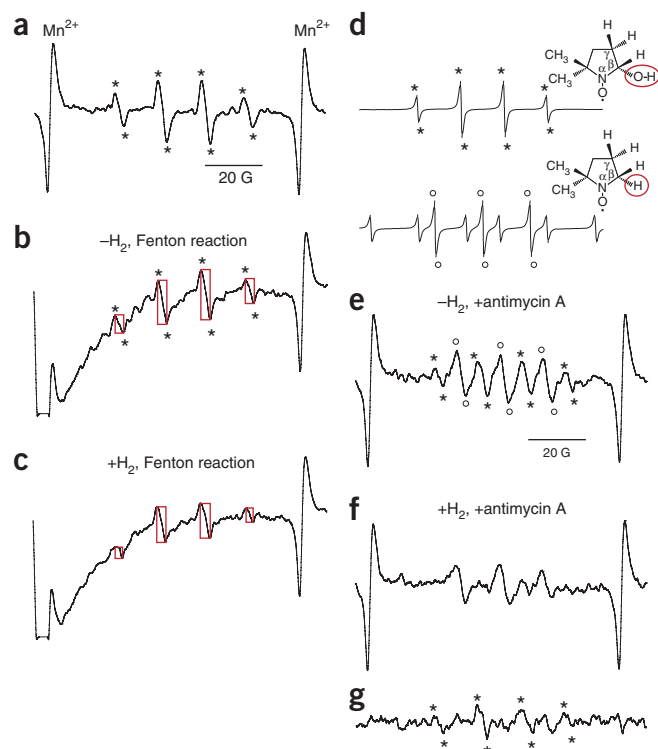 a
Mn2+
Mn2+
* * * *
* * * *
20 G
b
–H2, Fenton reaction
* * * *
* * * *
c
+H2, Fenton reaction
d
H
H
γ
CH3
β
H
α
CH3
N
O-H
O
•
* * * *
* * * *
H
H
γ
CH3
β
H
α
CH3
N
H
O
•
○ ○ ○
○ ○ ○
e
–H2, +antimycin A
* ○ * ○ * ○ *
* ○ * ○ * ○ *
20 G
f
+H2, +antimycin A
g
* * * *
* * * *